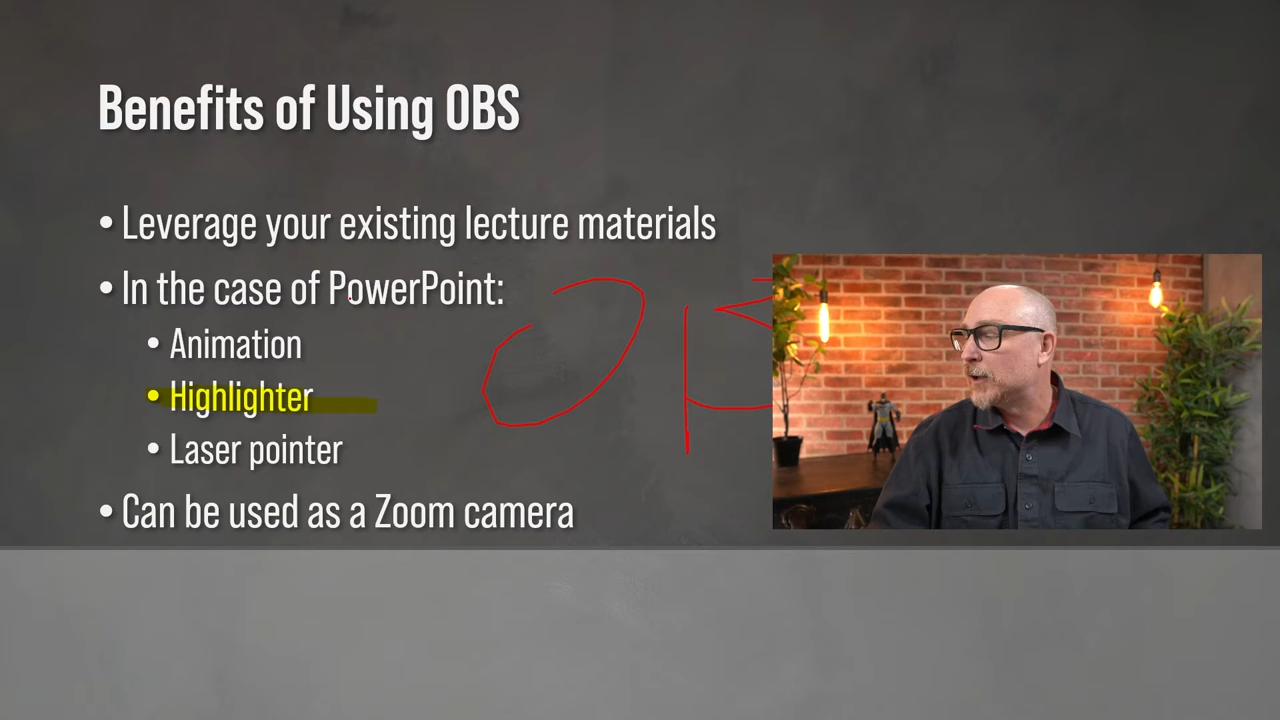 Benefits of Using OBS
• Leverage your existing lecture materials
• In the case of PowerPoint:
• Animation
• Highlighter
• Laser pointer
• Can be used as a Zoom camera